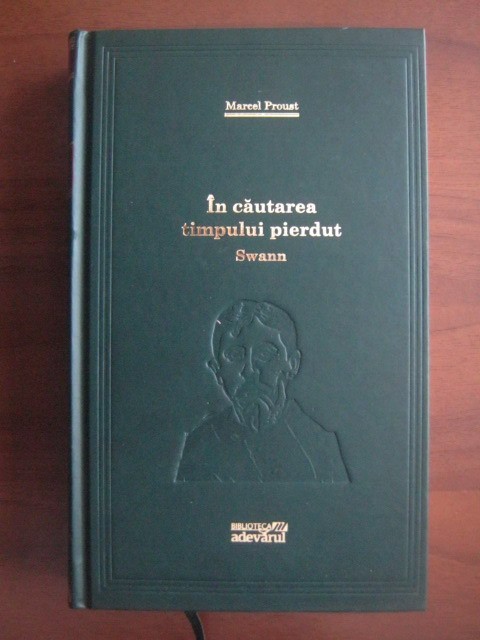 Marcel Proust
În căutarea
timpului pierdut
Swann
BIBLIOTECA
adevărul